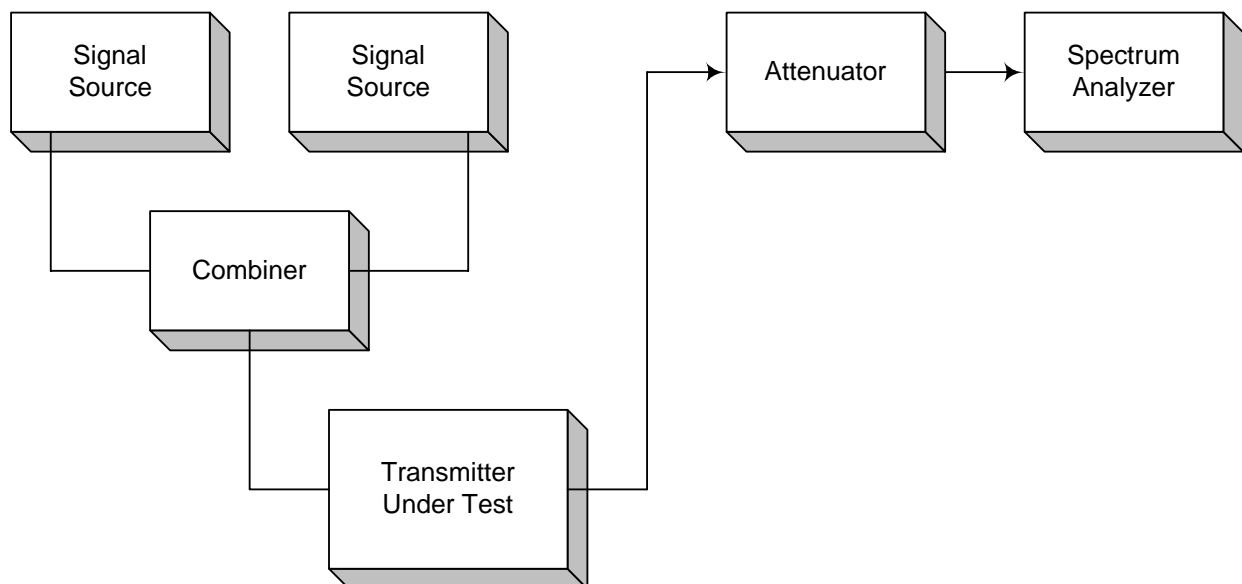 Signal
Source
Signal
Source
Attenuator
Spectrum
Analyzer
Combiner
Transmitter
Under Test